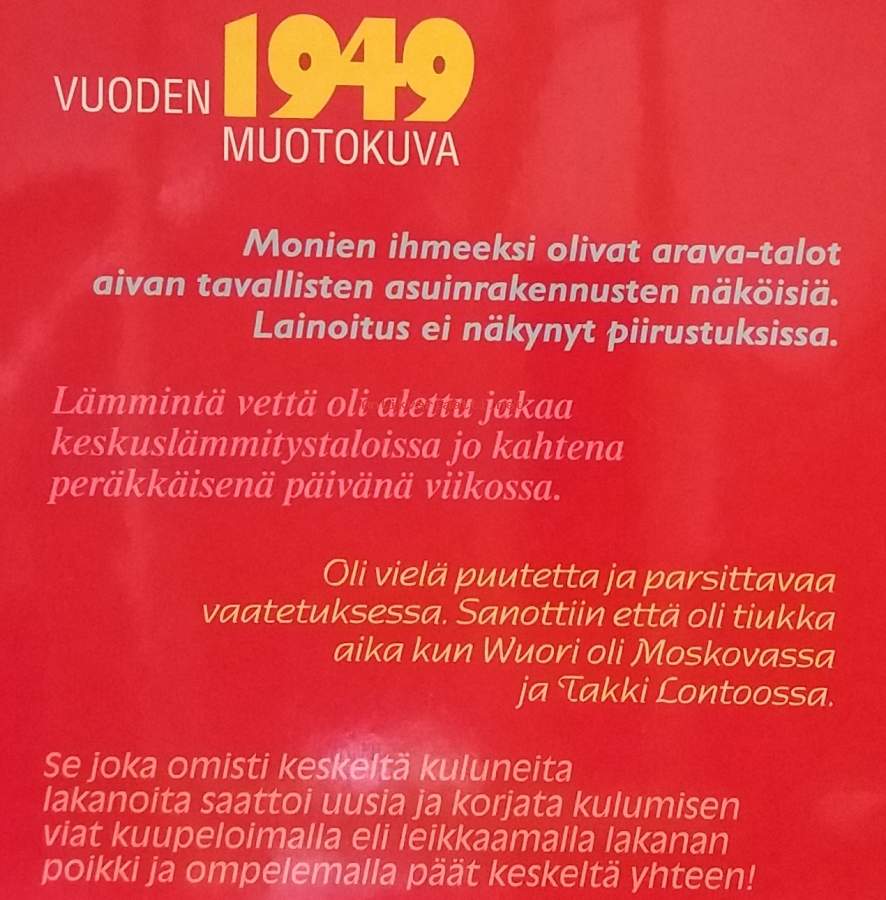 VUODEN 1949
MUOTOKUVA
Monien ihmeeksi olivat arava-talot
aivan tavallisten asuinrakennusten näköisiä.
Lainoitus ei näkynyt piirustuksissa.
Lämmintä vettä oli alettu jakaa
keskuslämmitystaloissa jo kahtena
peräkkäisenä päivänä viikossa.
Oli vielä puutetta ja parsittavaa
vaatetuksessa. Sanottiin että oli tiukka
aika kun Wuori oli Moskovassa
ja Takki Lontoossa.
Se joka omisti keskeltä kuluneita
lakanoita saattoi uusia ja korjata kulumisen
viat kuupeloimalla eli leikkaamalla lakanan
poikki ja ompelemalla päät keskeltä yhteen!